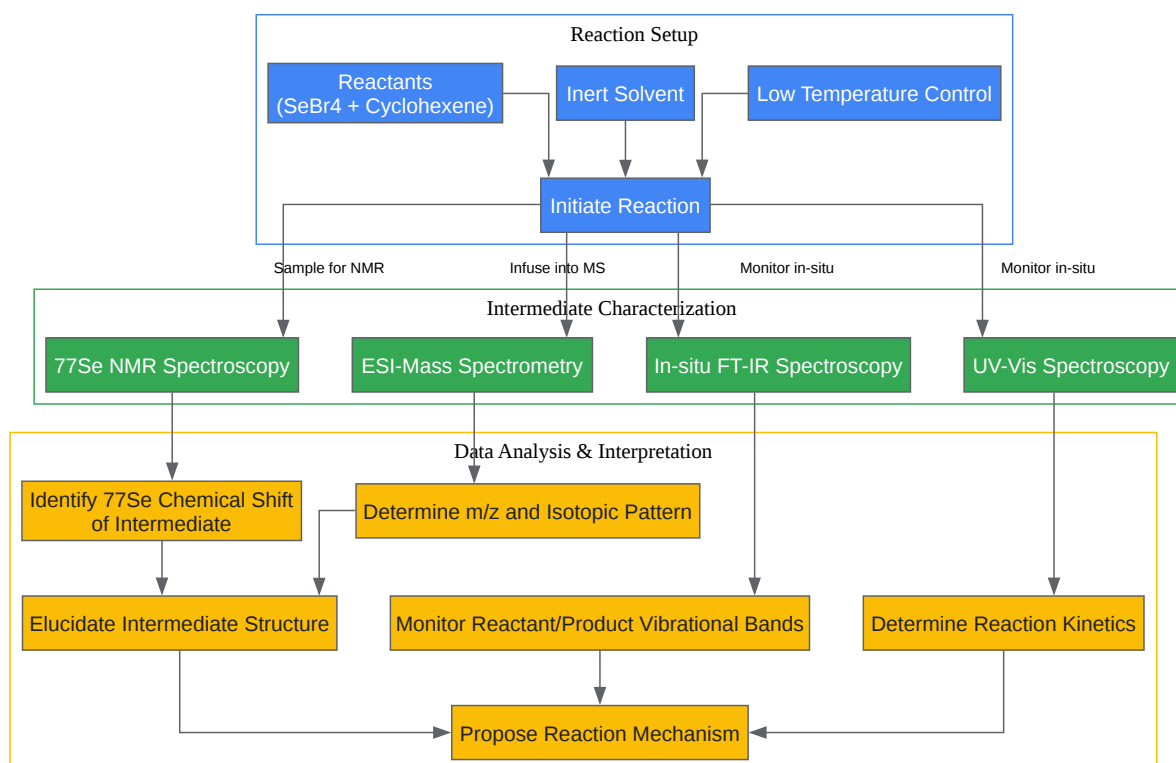 Reaction Setup
Reactants
(SeBr4 + Cyclohexene)
Inert Solvent
Low Temperature Control
Initiate Reaction
Sample for NMR
Infuse into MS
Monitor in-situ
Monitor in-situ
Intermediate Characterization
77Se NMR Spectroscopy
ESI-Mass Spectrometry
In-situ FT-IR Spectroscopy
UV-Vis Spectroscopy
Data Analysis & Interpretation
Identify 77Se Chemical Shift
of Intermediate
Determine m/z and Isotopic Pattern
Elucidate Intermediate Structure
Monitor Reactant/Product Vibrational Bands
Determine Reaction Kinetics
Propose Reaction Mechanism